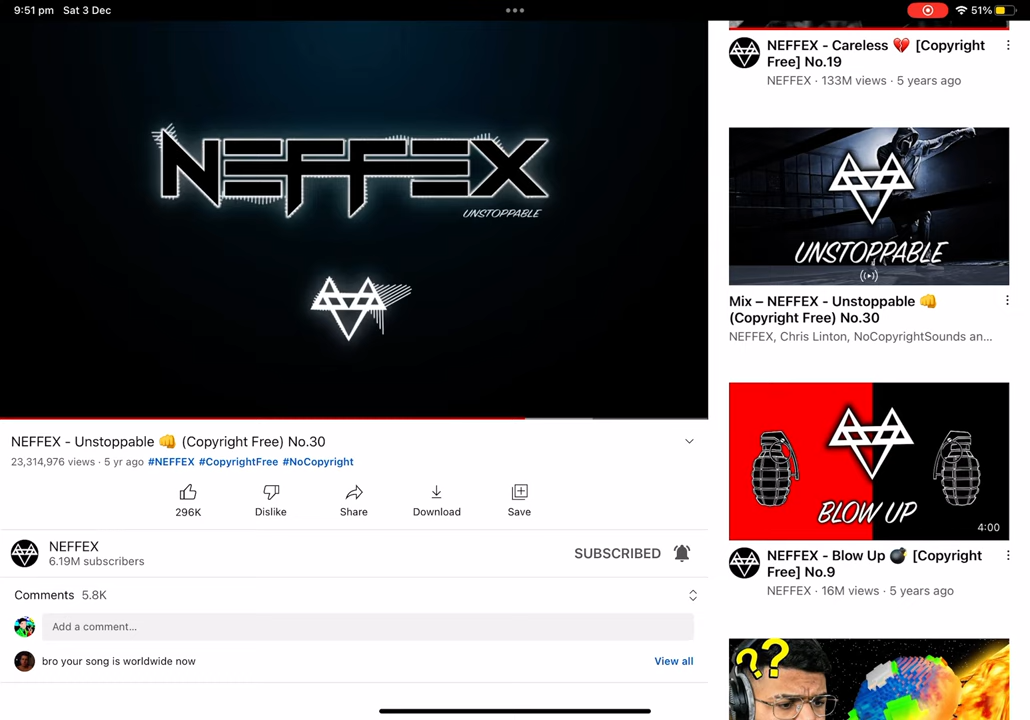 9:51 pm Sat 3 Dec
51%
NEFFEX
UNSTOPPABLE
NEFFEX - Unstoppable 👊 (Copyright Free) No.30
23,314,976 views · 5 yr ago #NEFFEX #CopyrightFree #NoCopyright
296K Dislike Share Download Save
NEFFEX
6.19M subscribers
SUBSCRIBED
Comments 5.8K
Add a comment...
bro your song is worldwide now
View all
NEFFEX - Careless 💔 [Copyright
Free] No.19
NEFFEX · 133M views · 5 years ago
UNSTOPPABLE
Mix – NEFFEX - Unstoppable 👊
(Copyright Free) No.30
NEFFEX, Chris Linton, NoCopyrightSounds an...
BLOW UP
4:00
NEFFEX - Blow Up 💣 [Copyright
Free] No.9
NEFFEX · 16M views · 5 years ago
??